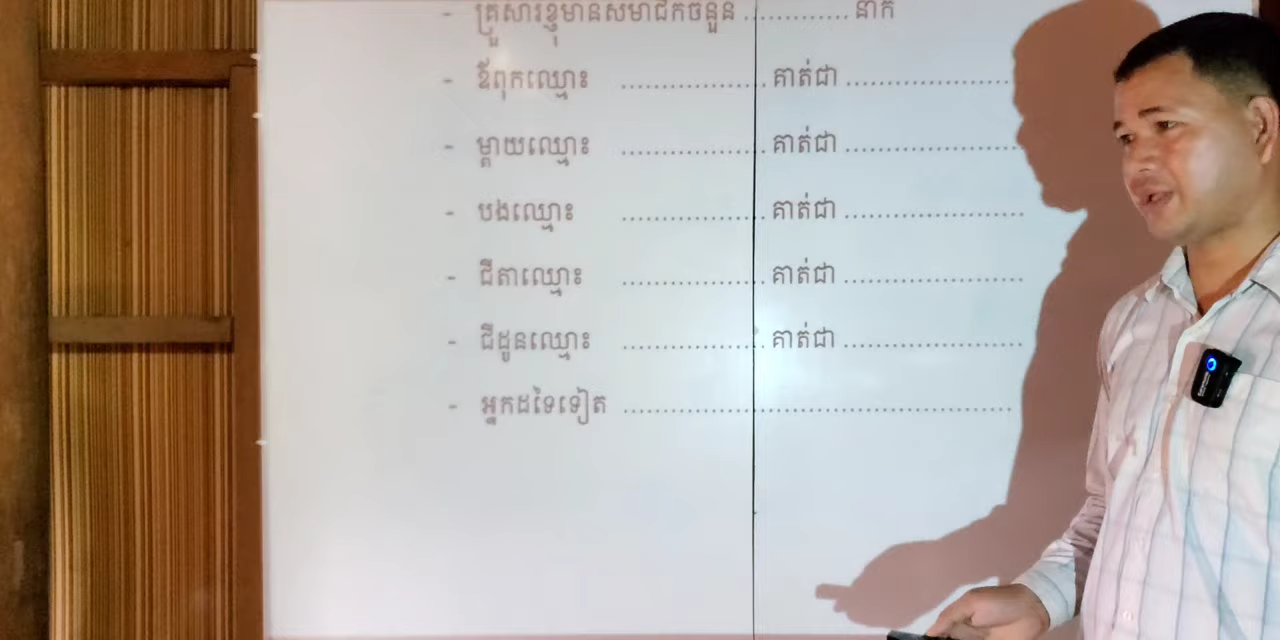 - គ្រួសារខ្ញុំមានសមាជិកចំនួន ............. នាក់
- ឪពុកឈ្មោះ .................. គាត់ជា .....................
- ម្តាយឈ្មោះ .................. គាត់ជា .....................
- បងឈ្មោះ .................. គាត់ជា ......................
- ជីតាឈ្មោះ .................. គាត់ជា ......................
- ជីដូនឈ្មោះ .................. គាត់ជា ......................
- អ្នកដទៃទៀត ................................................